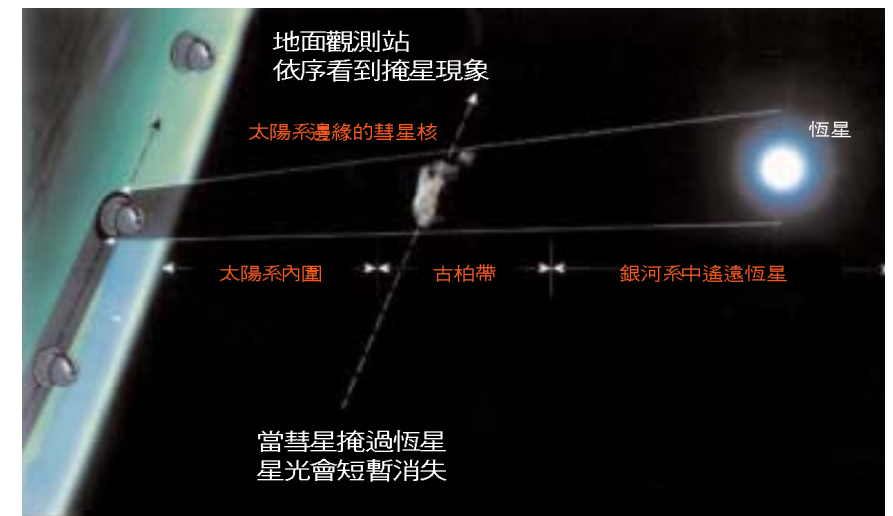 地面觀測站
依序看到掩星現象
太陽系邊緣的彗星核
恆星
太陽系內圍
古柏帶
銀河系中遙遠恆星
當彗星掩過恆星
星光會短暫消失